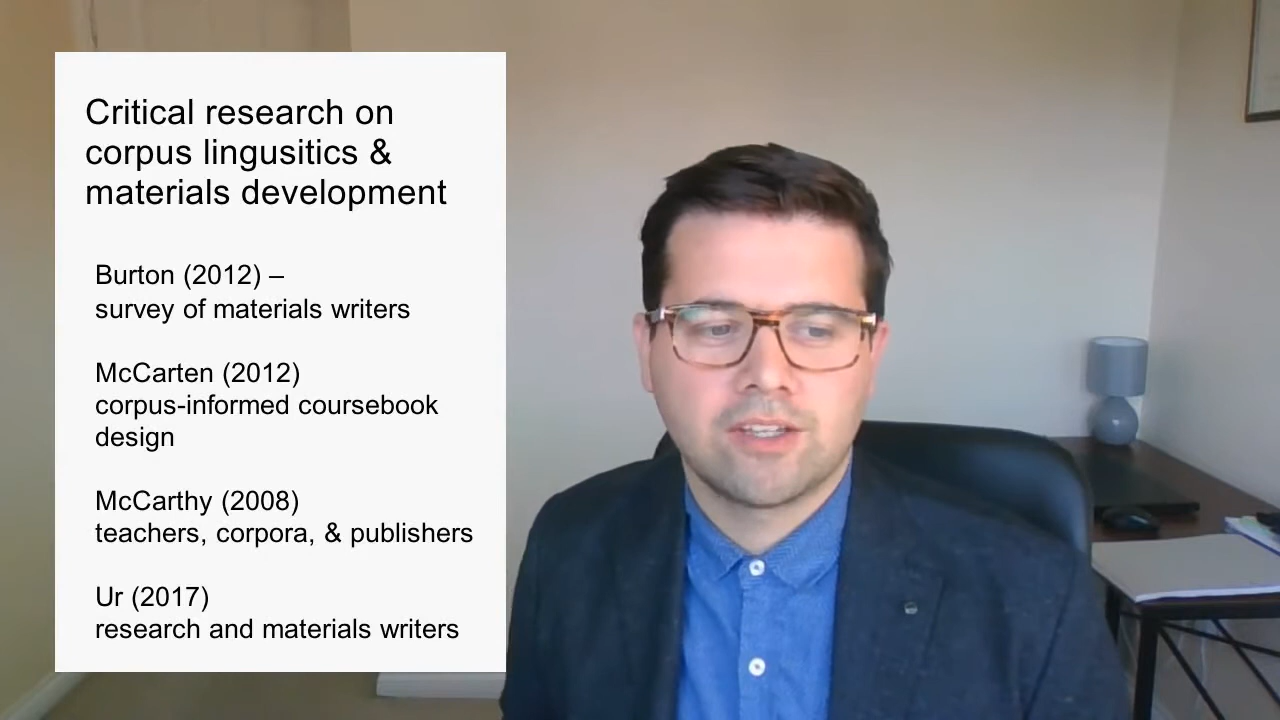 Critical research on
corpus lingusitics &
materials development
Burton (2012) –
survey of materials writers
McCarten (2012)
corpus-informed coursebook
design
McCarthy (2008)
teachers, corpora, & publishers
Ur (2017)
research and materials writers